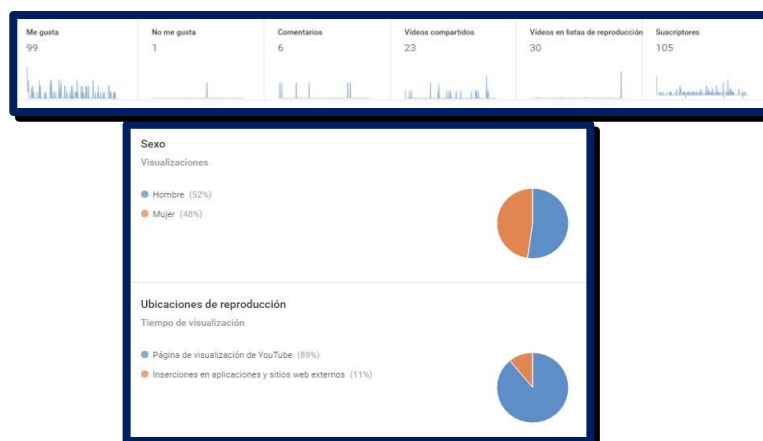 Me gusta
99
No me gusta
1
Comentarios
6
Vídeos compartidos
23
Vídeos en listas de reproducción
30
Suscriptores
105
Sexo
Visualizaciones
Hombre (52%)
Mujer (48%)
Ubicaciones de reproducción
Tiempo de visualización
Página de visualización de YouTube (89%)
Inserciones en aplicaciones y sitios web externos (11%)